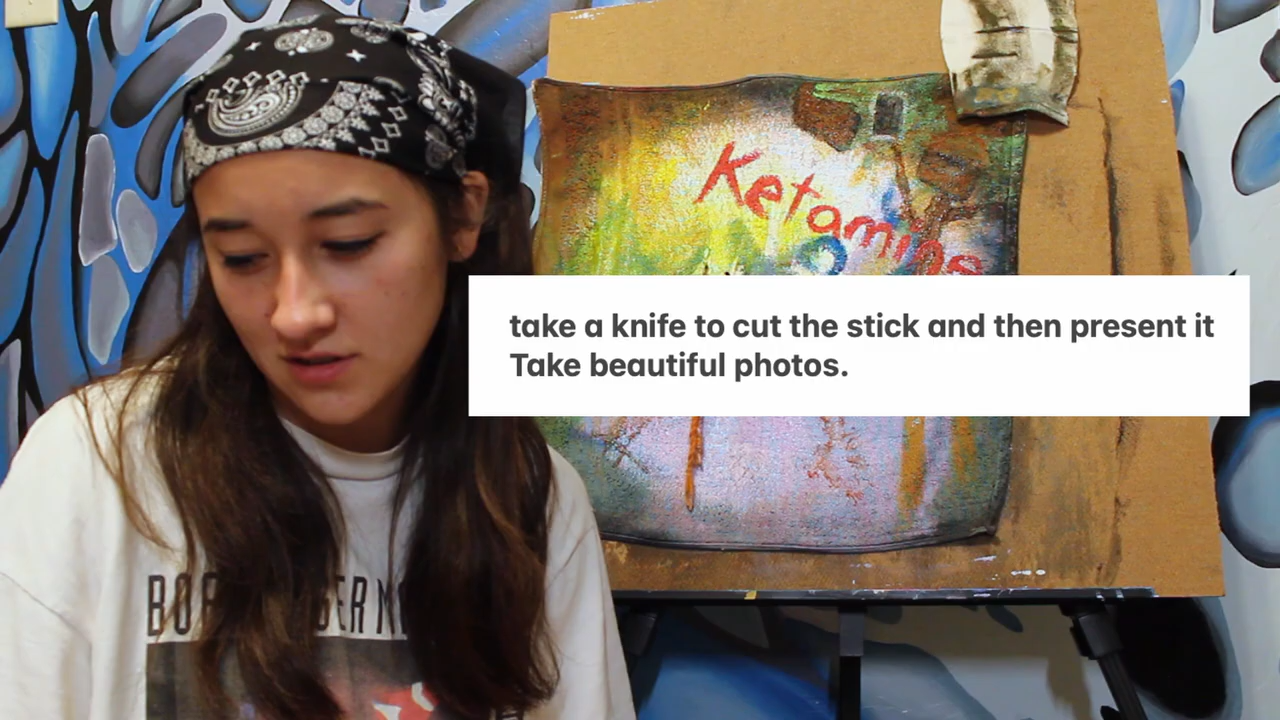 Ketamine
take a knife to cut the stick and then present it
Take beautiful photos.